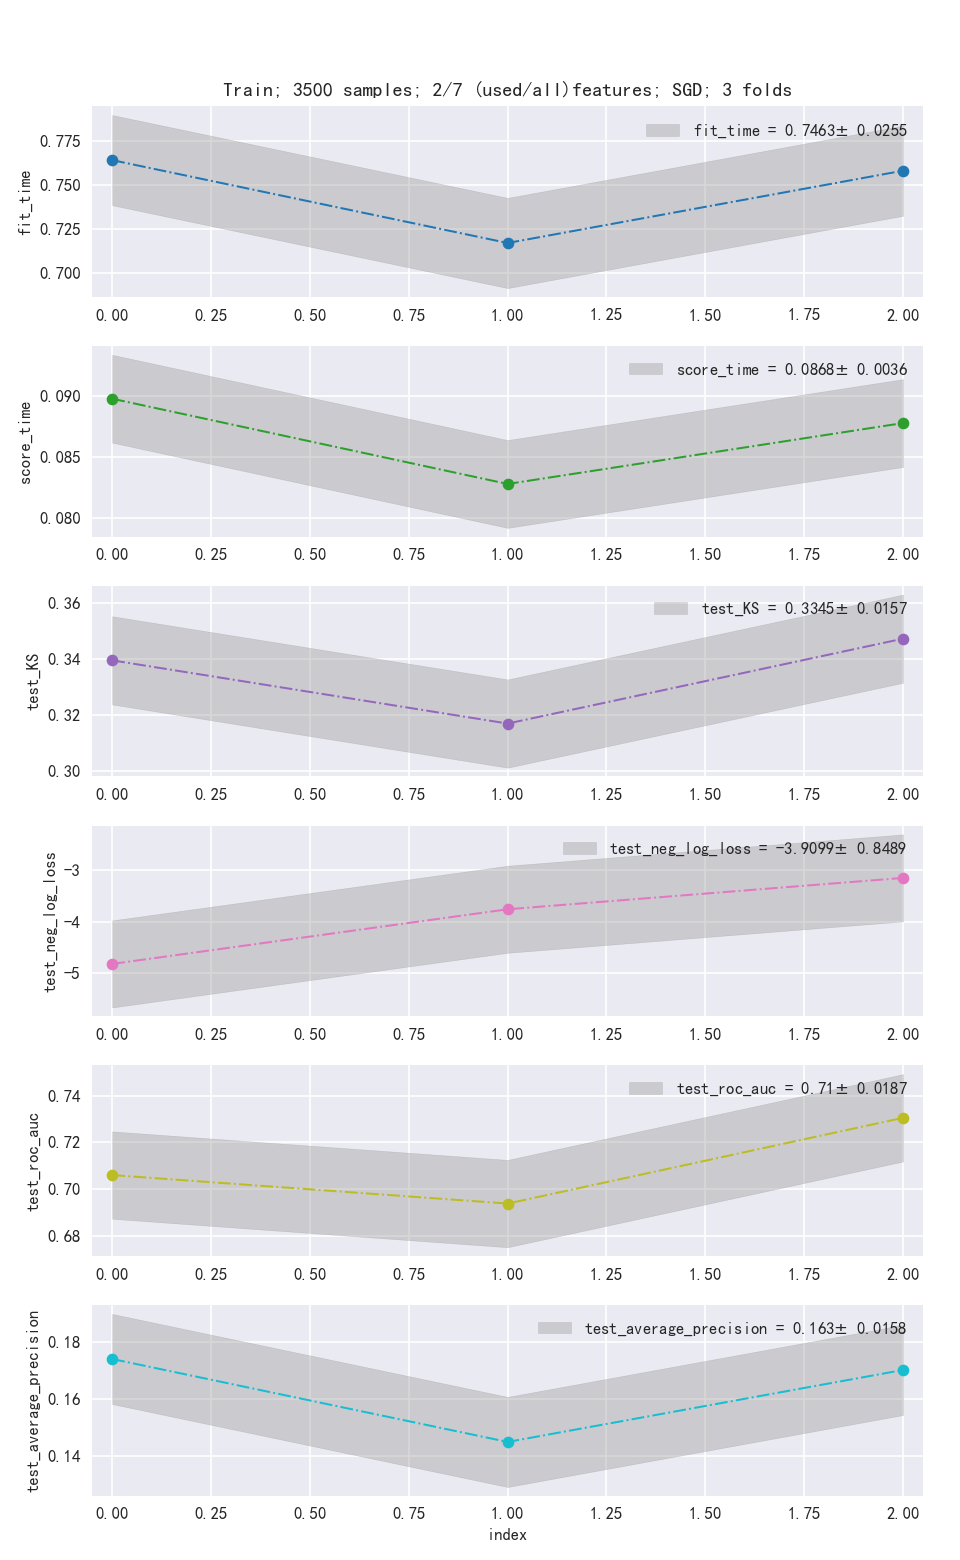 Train; 3500 samples; 2/7 (used/all)features; SGD; 3 folds
fit_time = 0.7463± 0.0255
fit_time
0.775
0.750
0.725
0.700
0.00 0.25 0.50 0.75 1.00 1.25 1.50 1.75 2.00
score_time = 0.0868± 0.0036
score_time
0.090
0.085
0.080
0.00 0.25 0.50 0.75 1.00 1.25 1.50 1.75 2.00
test_KS = 0.3345± 0.0157
test_KS
0.36
0.34
0.32
0.30
0.00 0.25 0.50 0.75 1.00 1.25 1.50 1.75 2.00
test_neg_log_loss = −3.9099± 0.8489
test_neg_log_loss
−3
−4
−5
0.00 0.25 0.50 0.75 1.00 1.25 1.50 1.75 2.00
test_roc_auc = 0.71± 0.0187
test_roc_auc
0.74
0.72
0.70
0.68
0.00 0.25 0.50 0.75 1.00 1.25 1.50 1.75 2.00
test_average_precision = 0.163± 0.0158
test_average_precision
0.18
0.16
0.14
0.00 0.25 0.50 0.75 1.00 1.25 1.50 1.75 2.00
index